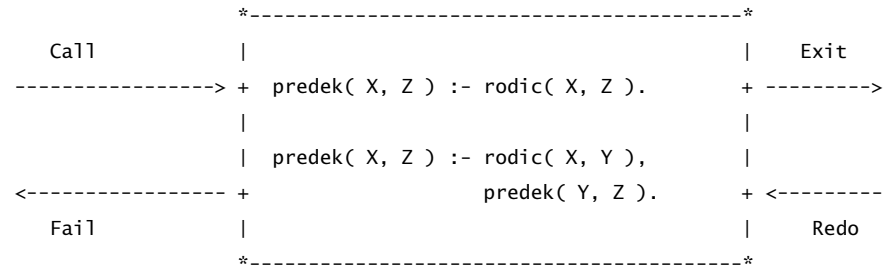 *------------------------------------------*
Call | | Exit
-----------------> + predek( X, Z ) :- rodic( X, Z ). + --------->
| |
| predek( X, Z ) :- rodic( X, Y ), |
<----------------- + predek( Y, Z ). + <---------
Fail | | Redo
*------------------------------------------*